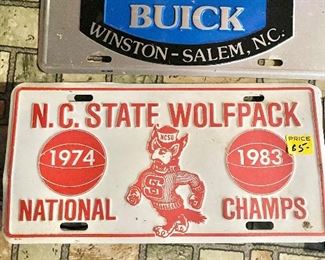 BUICK
WINSTON-SALEM, N.C.
N.C. STATE WOLFPACK
1974
NCSU
1983
PRICE
65-
S
NATIONAL CHAMPS